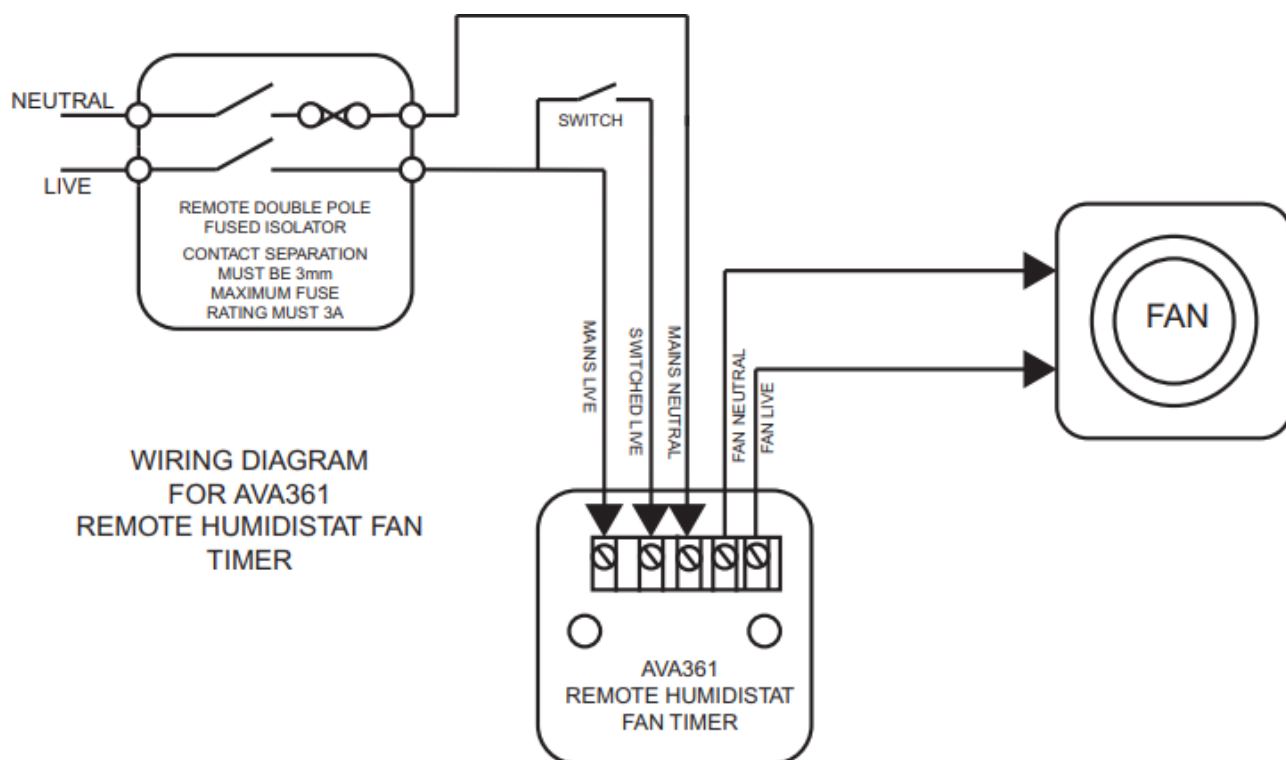 NEUTRAL
LIVE
REMOTE DOUBLE POLE
FUSED ISOLATOR
CONTACT SEPARATION
MUST BE 3mm
MAXIMUM FUSE
RATING MUST 3A
SWITCH
MAINS LIVE
SWITCHED LIVE
MAINS NEUTRAL
FAN NEUTRAL
FAN LIVE
FAN
WIRING DIAGRAM
FOR AVA361
REMOTE HUMIDISTAT FAN
TIMER
AVA361
REMOTE HUMIDISTAT
FAN TIMER